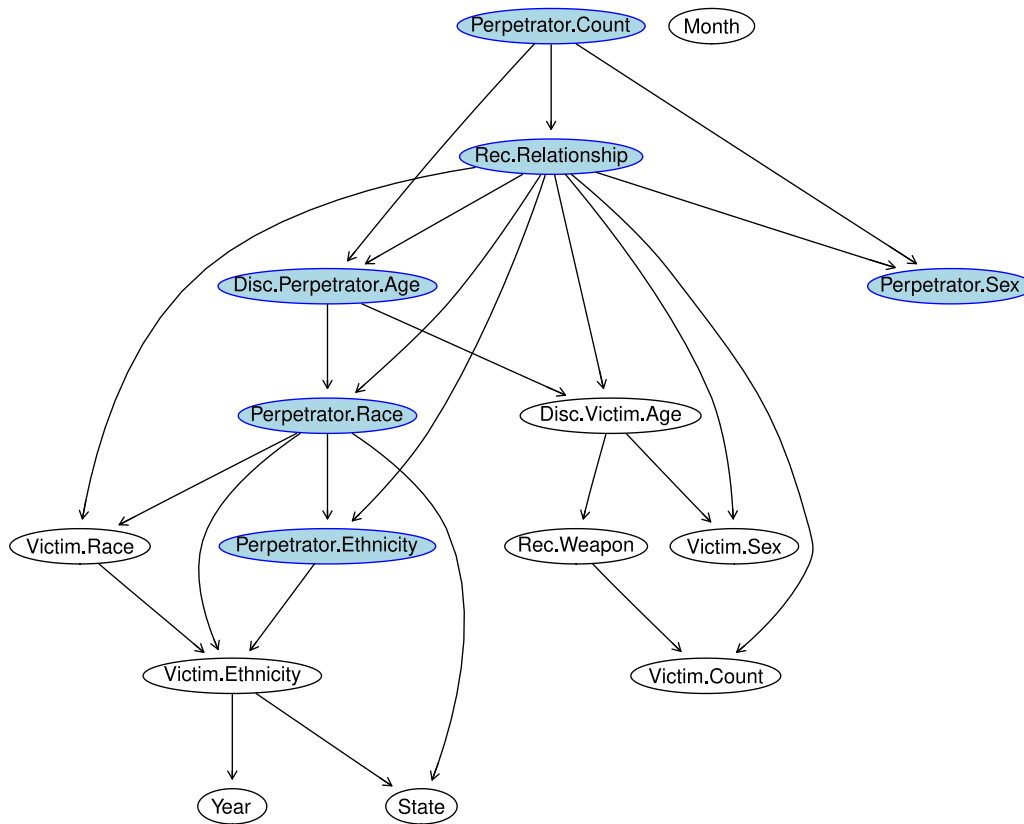 Perpetrator.Count
Month
Rec.Relationship
Disc.Perpetrator.Age
Perpetrator.Sex
Perpetrator.Race
Disc.Victim.Age
Victim.Race
Perpetrator.Ethnicity
Rec.Weapon
Victim.Sex
Victim.Ethnicity
Victim.Count
Year
State